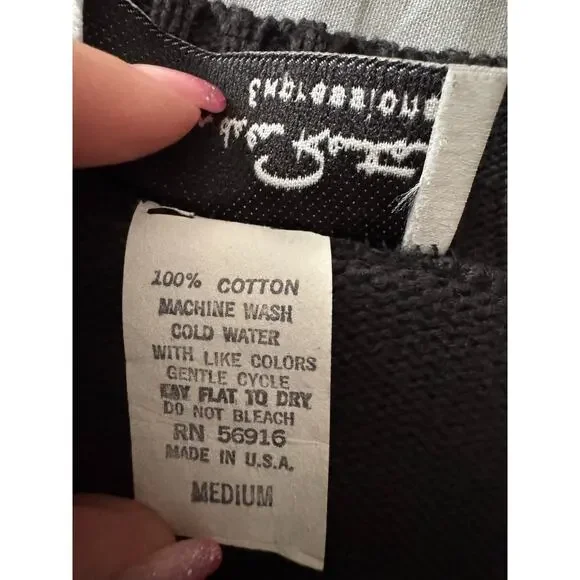 100% COTTON
MACHINE WASH
COLD WATER
WITH LIKE COLORS
GENTLE CYCLE
LAY FLAT TO DRY
DO NOT BLEACH
RN 56916
MADE IN U.S.A.
MEDIUM